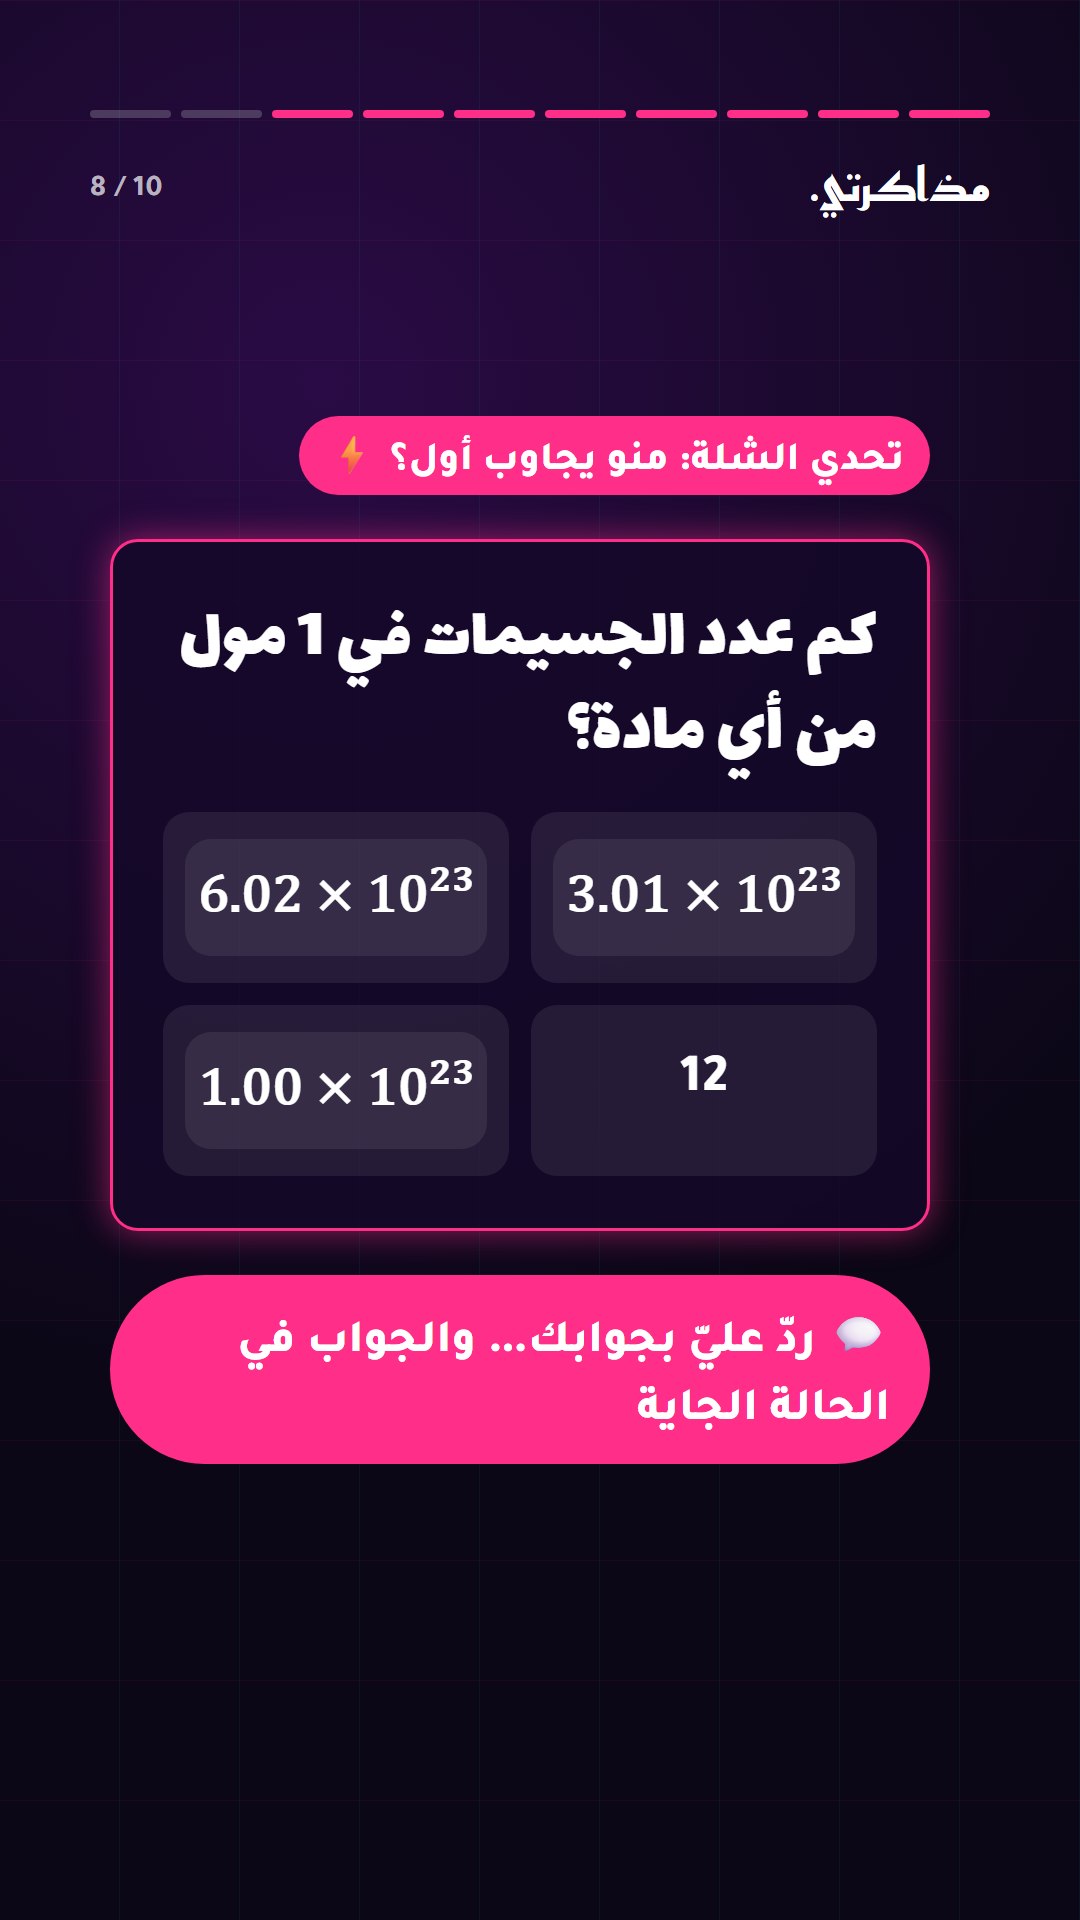 مذاكرتي.
8 / 10
تحدي الشلة: منو يجاوب أول؟ ⚡
كم عدد الجسيمات في 1 مول
من أي مادة؟
3.01 × 10²³
6.02 × 10²³
12
1.00 × 10²³
💬 ردّ عليّ بجوابك... والجواب في
الحالة الجاية